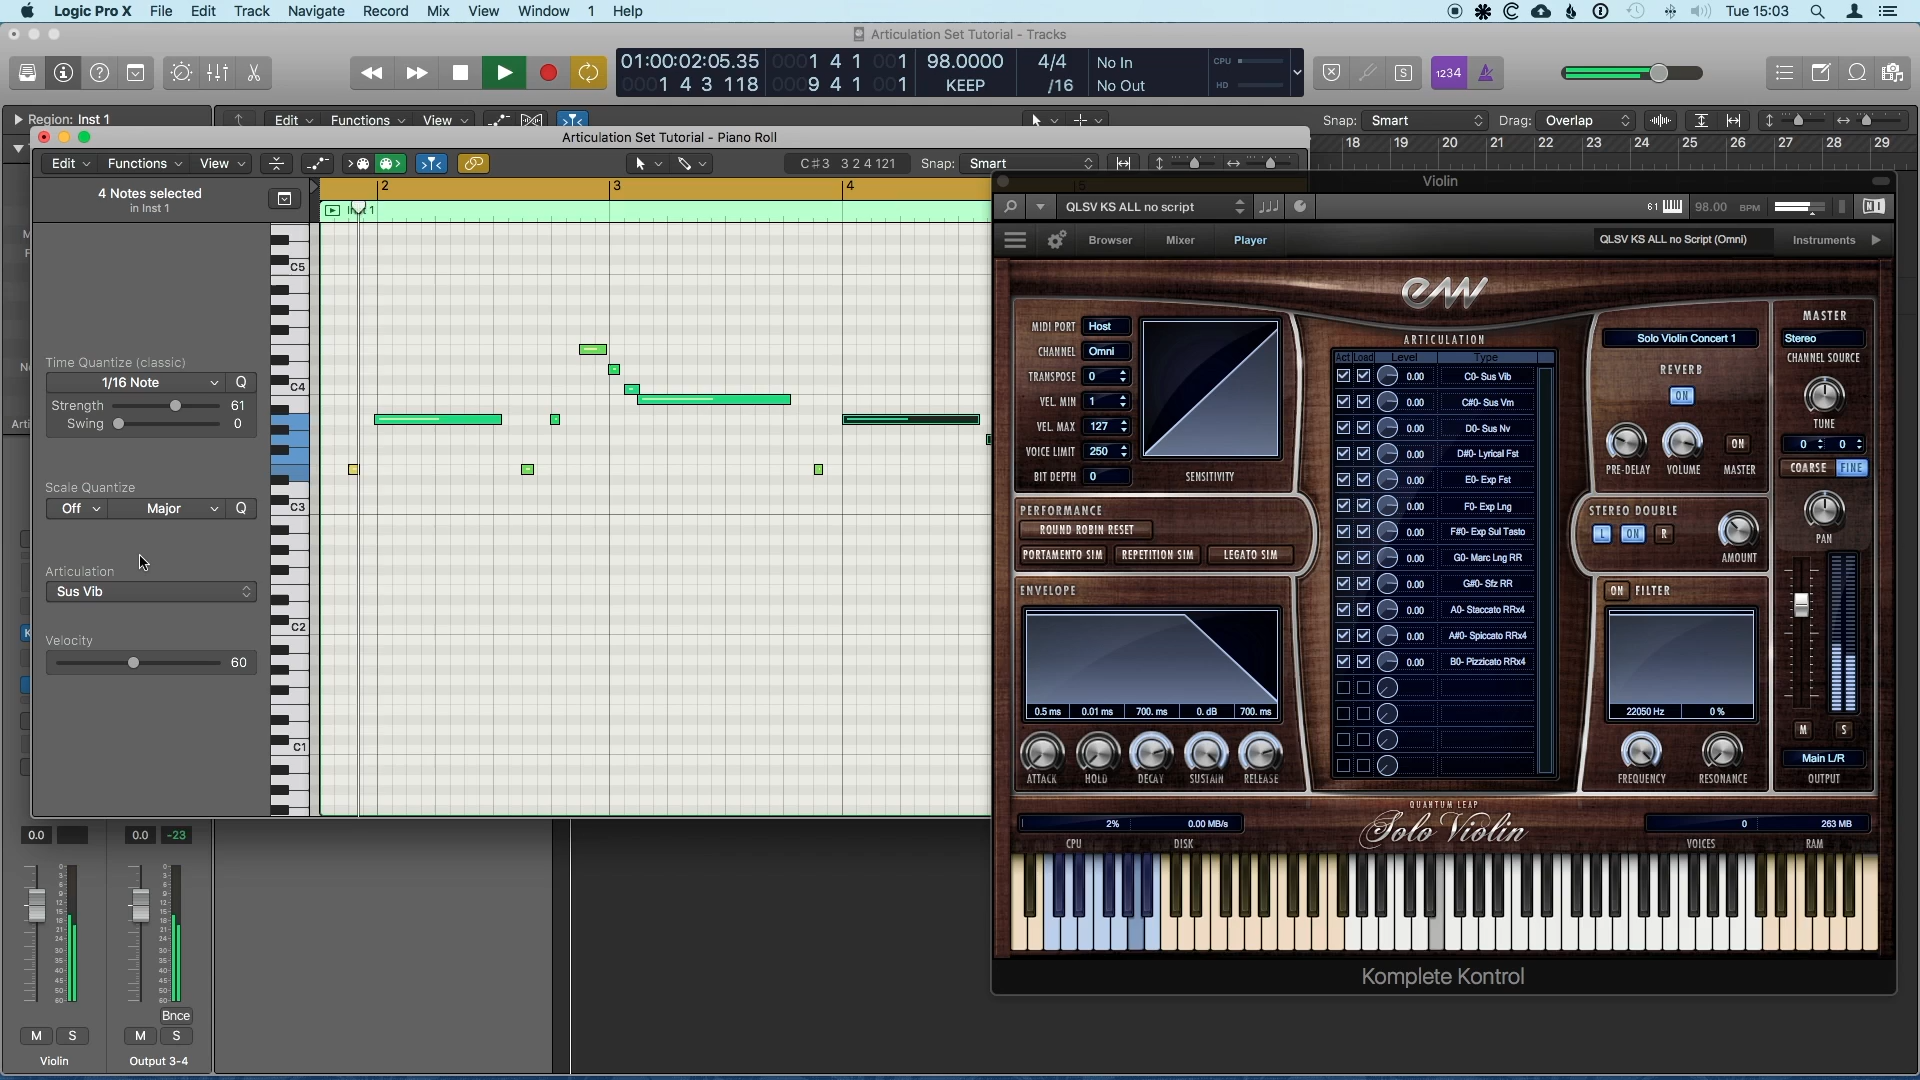 Logic Pro X File Edit Track Navigate Record Mix View Window 1 Help
Tue 15:03
Articulation Set Tutorial - Tracks
01:00:02:05.35 0001 4 1 001 98.0000 4/4 No In
0001 4 3 118 0009 4 1 001 KEEP /16 No Out
CPU
HD
1234
Region: Inst 1
Edit Functions View
Snap: Smart
Drag: Overlap
18 19 20 21 22 23 24 25 26 27 28 29
Articulation Set Tutorial - Piano Roll
Edit Functions View
C#3 3 2 4 121
Snap: Smart
4 Notes selected
in Inst 1
2 3 4 5
C5
C4
C3
C2
C1
Time Quantize (classic)
1/16 Note Q
Strength 61
Swing 0
Scale Quantize
Off Major Q
Articulation
Sus Vib
Velocity
60
0.0
0.0 -23
Bnce
M S
M S
Violin
Output 3-4
Violin
QLSV KS ALL no script
61
98.00 BPM
Browser Mixer Player
QLSV KS ALL no Script (Omni)
Instruments
MIDI PORT Host
CHANNEL Omni
TRANSPOSE 0
VEL. MIN 1
VEL. MAX 127
VOICE LIMIT 250
BIT DEPTH 0
SENSITIVITY
PERFORMANCE
ROUND ROBIN RESET
PORTAMENTO SIM REPETITION SIM LEGATO SIM
ENVELOPE
0.5 ms 0.01 ms 700. ms 0. dB 700. ms
ATTACK HOLD DECAY SUSTAIN RELEASE
ARTICULATION
Act Load Level Type
0.00 C0- Sus Vib
0.00 C#0- Sus Vm
0.00 D0- Sus Nv
0.00 D#0- Lyrical Fst
0.00 E0- Exp Fst
0.00 F0- Exp Lng
0.00 F#0- Exp Sul Tasto
0.00 G0- Marc Lng RR
0.00 G#0- Sfz RR
0.00 A0- Staccato RRx4
0.00 A#0- Spiccato RRx4
0.00 B0- Pizzicato RRx4
Solo Violin Concert 1
REVERB
ON
PRE-DELAY VOLUME
ON
MASTER
STEREO DOUBLE
L ON R
AMOUNT
ON FILTER
22050 Hz 0 %
FREQUENCY RESONANCE
MASTER
Stereo
CHANNEL SOURCE
TUNE
0 0
COARSE FINE
PAN
M S
Main L/R
OUTPUT
2% 0.00 MB/s
CPU DISK
QUANTUM LEAP
Solo Violin
0 263 MB
VOICES RAM
Komplete Kontrol